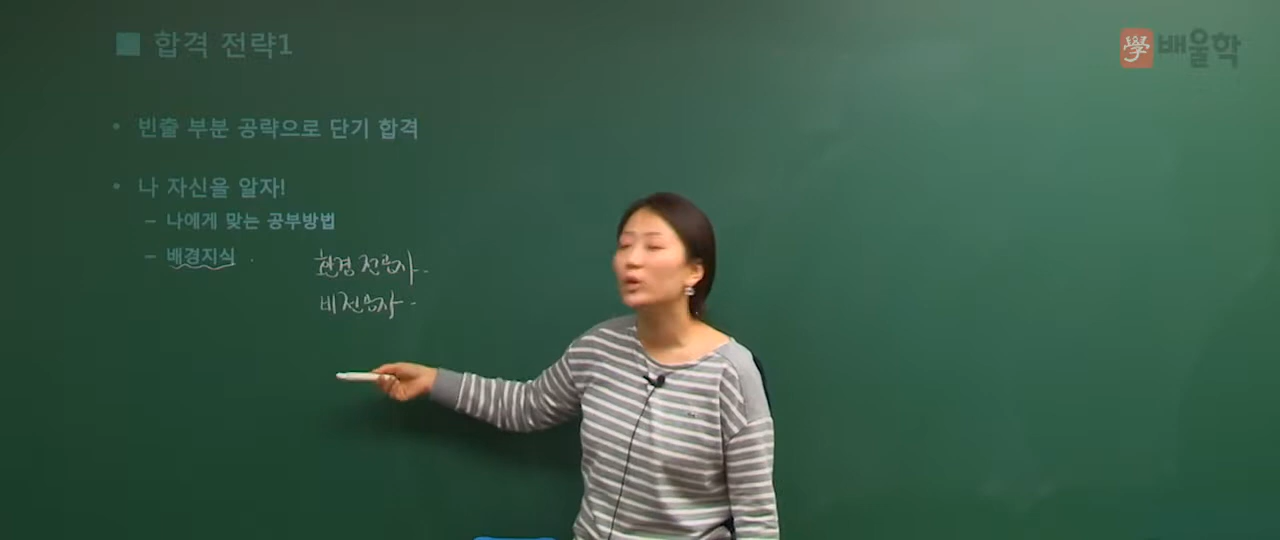 ■ 합격 전략1
學 배울학
• 빈출 부분 공략으로 단기 합격
• 나 자신을 알자!
– 나에게 맞는 공부방법
– 배경지식
환경 전공자
비전공자